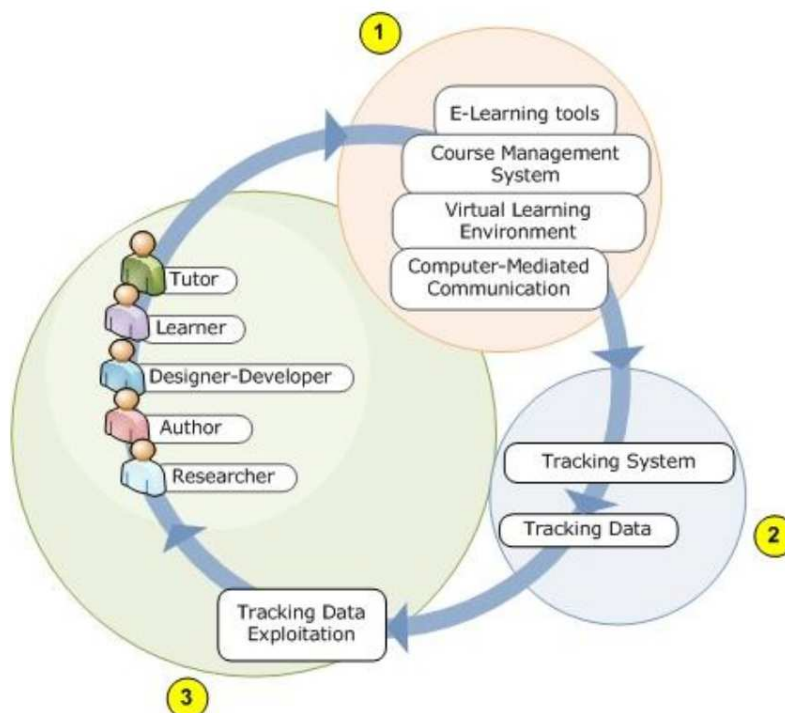 1
E-Learning tools
Course Management
System
Virtual Learning
Environment
Computer-Mediated
Communication
Tutor
Learner
Designer-Developer
Author
Researcher
Tracking System
Tracking Data
2
Tracking Data
Exploitation
3